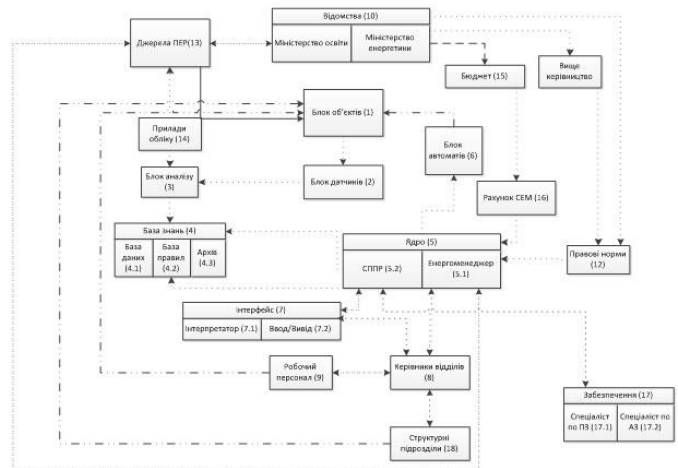 Відомства (10)
Міністерство освіти
Міністерство
енергетики
Джерела ПЕР(13)
Бюджет (15)
Вище
керівництво
Блок об'єктів (1)
Прилади
обліку (14)
Блок
автоматів (6)
Блок аналізу
(3)
Блок датчиків (2)
Рахунок СЕМ (16)
База знань (4)
База
даних
(4.1)
База
правил
(4.2)
Архів
(4.3)
Ядро (5)
СППР (5.2)
Енергоменеджер
(5.1)
Правові норми
(12)
Інтерфейс (7)
Інтерпретатор (7.1)
Ввод/Вивід (7.2)
Робочий
персонал (9)
Керівники відділів
(8)
Забезпечення (17)
Спеціаліст
по ПЗ (17.1)
Спеціаліст по
АЗ (17.2)
Структурні
підрозділи (18)